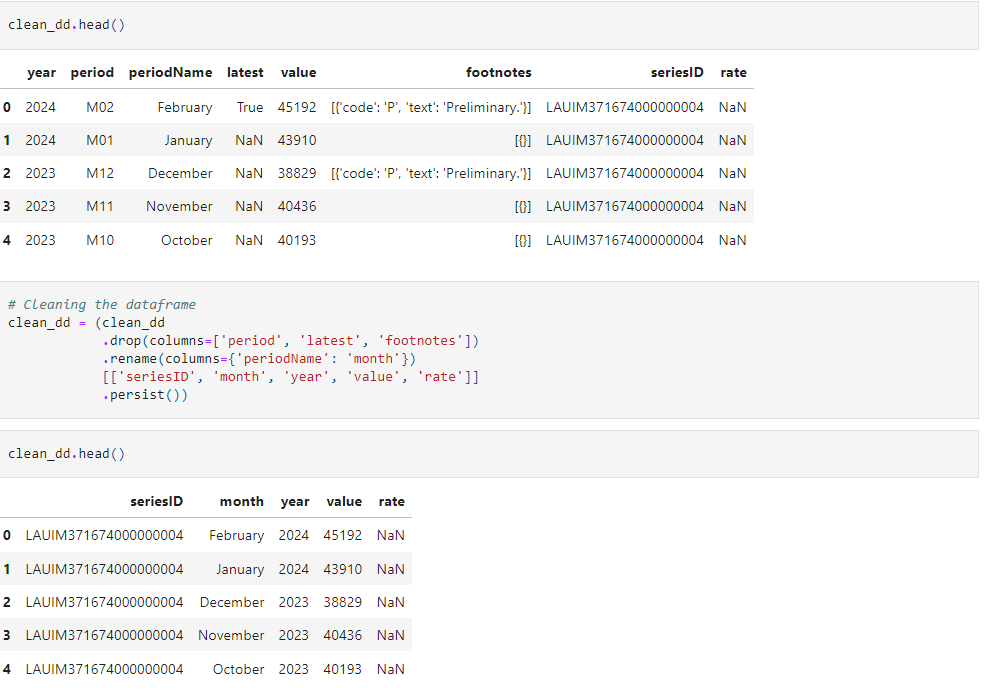 clean_dd.head()
year period periodName latest value footnotes seriesID rate
0 2024 M02 February True 45192 [{'code': 'P', 'text': 'Preliminary.'}] LAUIM371674000000004 NaN
1 2024 M01 January NaN 43910 [{}] LAUIM371674000000004 NaN
2 2023 M12 December NaN 38829 [{'code': 'P', 'text': 'Preliminary.'}] LAUIM371674000000004 NaN
3 2023 M11 November NaN 40436 [{}] LAUIM371674000000004 NaN
4 2023 M10 October NaN 40193 [{}] LAUIM371674000000004 NaN
# Cleaning the dataframe
clean_dd = (clean_dd
.drop(columns=['period', 'latest', 'footnotes'])
.rename(columns={'periodName': 'month'})
[['seriesID', 'month', 'year', 'value', 'rate']]
.persist())
clean_dd.head()
seriesID month year value rate
0 LAUIM371674000000004 February 2024 45192 NaN
1 LAUIM371674000000004 January 2024 43910 NaN
2 LAUIM371674000000004 December 2023 38829 NaN
3 LAUIM371674000000004 November 2023 40436 NaN
4 LAUIM371674000000004 October 2023 40193 NaN